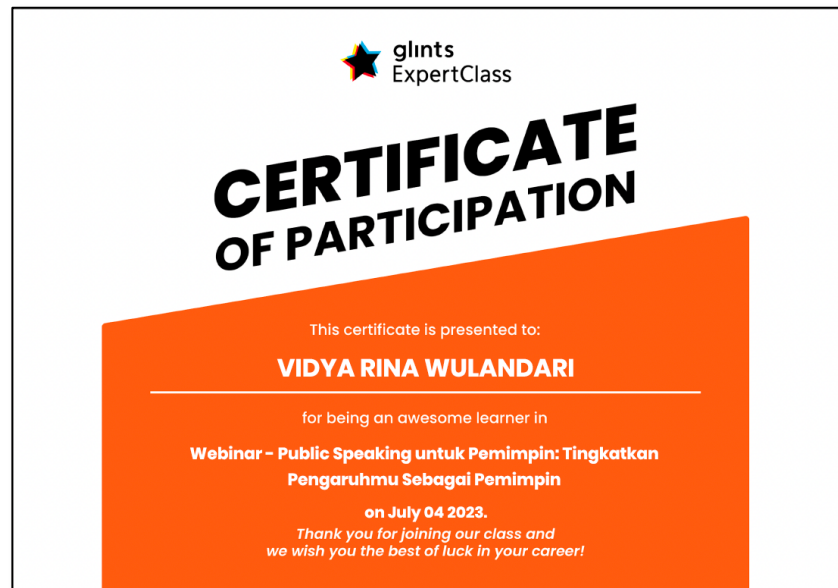 glints
ExpertClass
CERTIFICATE
OF PARTICIPATION
This certificate is presented to:
VIDYA RINA WULANDARI
for being an awesome learner in
Webinar - Public Speaking untuk Pemimpin: Tingkatkan
Pengaruhmu Sebagai Pemimpin
on July 04 2023.
Thank you for joining our class and
we wish you the best of luck in your career!